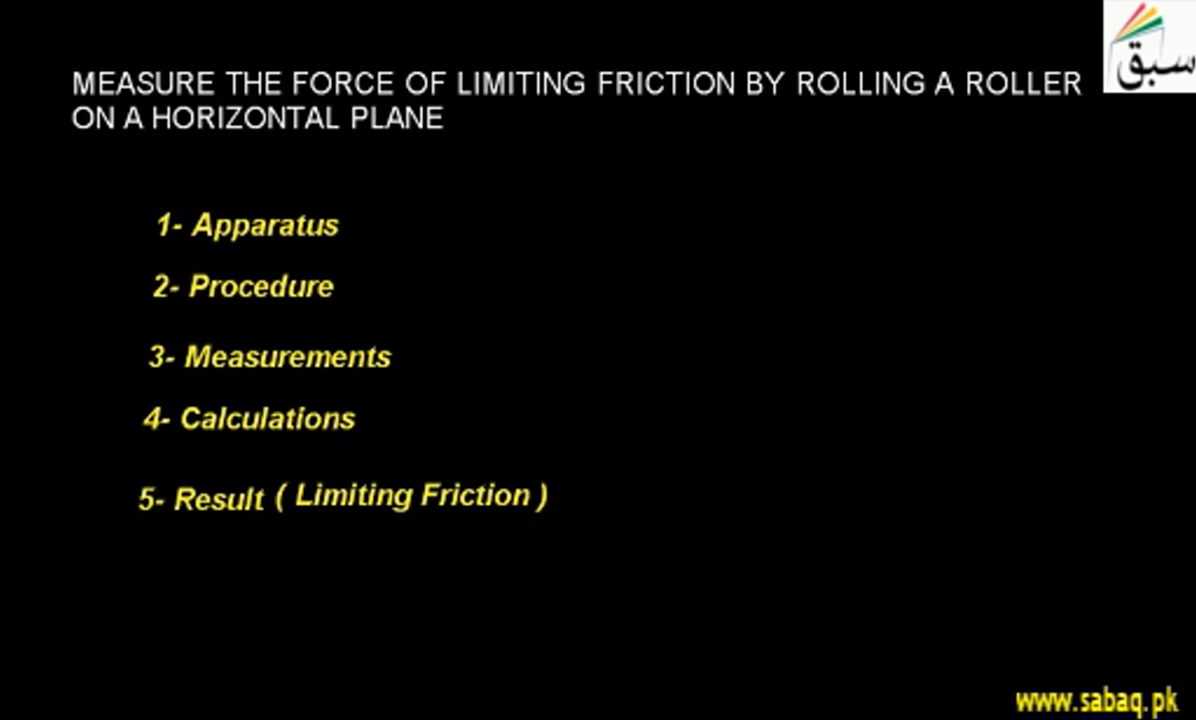 سبق
MEASURE THE FORCE OF LIMITING FRICTION BY ROLLING A ROLLER
ON A HORIZONTAL PLANE
1- Apparatus
2- Procedure
3- Measurements
4- Calculations
5- Result ( Limiting Friction )
www.sabaq.pk